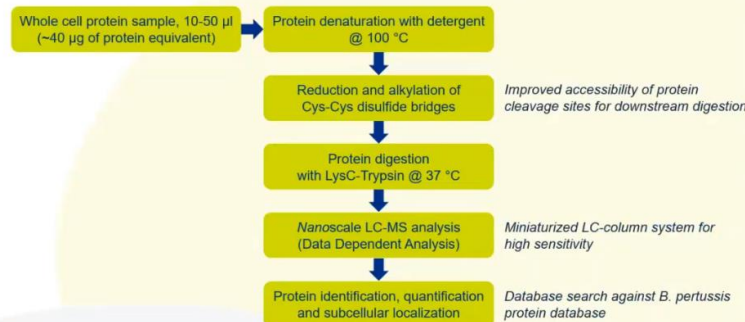 Whole cell protein sample, 10-50 µl
(~40 µg of protein equivalent)
Protein denaturation with detergent
@ 100 °C
Reduction and alkylation of
Cys-Cys disulfide bridges
Improved accessibility of protein
cleavage sites for downstream digestion
Protein digestion
with LysC-Trypsin @ 37 °C
Nanoscale LC-MS analysis
(Data Dependent Analysis)
Miniaturized LC-column system for
high sensitivity
Protein identification, quantification
and subcellular localization
Database search against B. pertussis
protein database